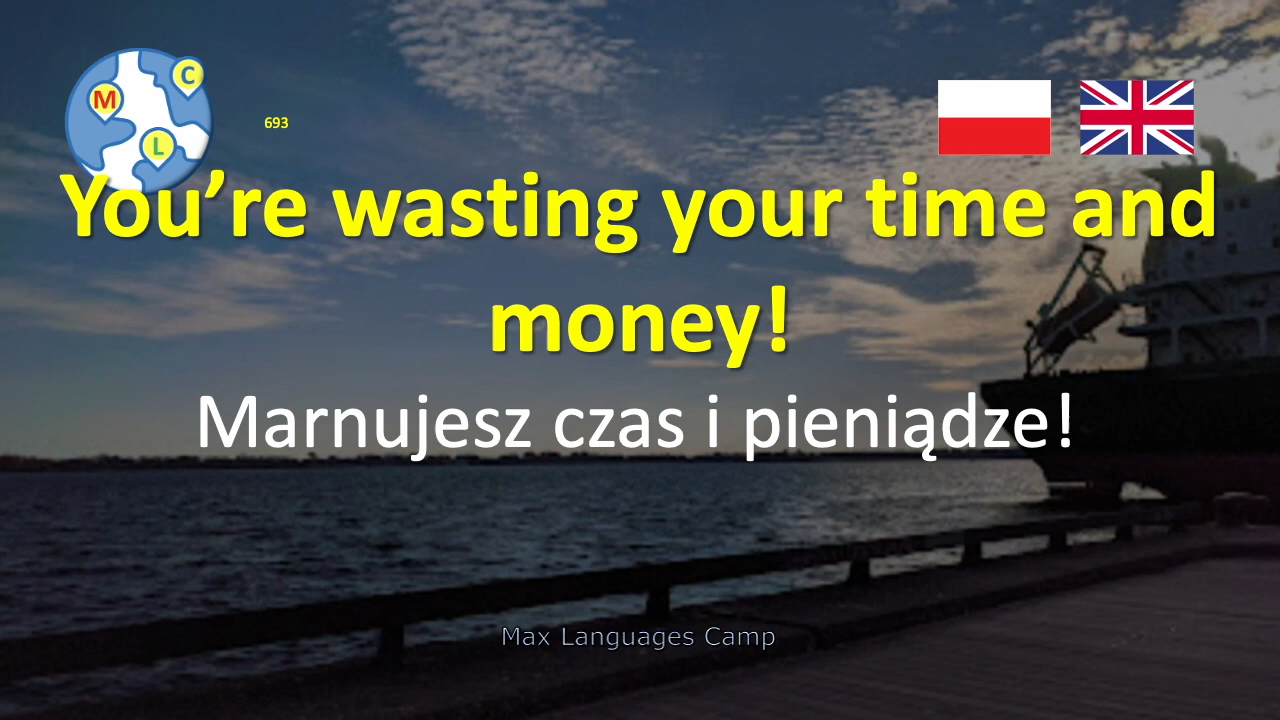 C
M
L
693
You’re wasting your time and
money!
Marnujesz czas i pieniądze!
Max Languages Camp